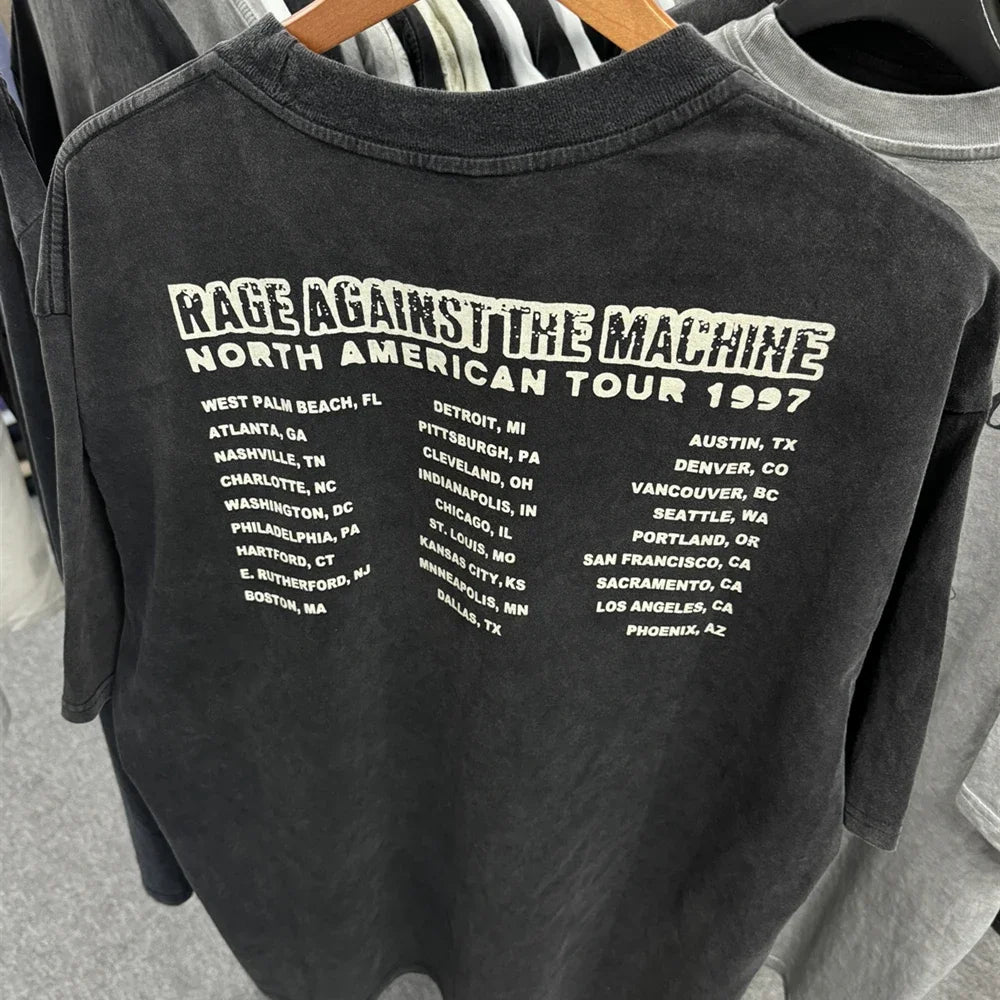 RAGE AGAINST THE MACHINE
NORTH AMERICAN TOUR 1997
WEST PALM BEACH, FL
ATLANTA, GA
NASHVILLE, TN
CHARLOTTE, NC
WASHINGTON, DC
PHILADELPHIA, PA
HARTFORD, CT
E. RUTHERFORD, NJ
BOSTON, MA
DETROIT, MI
PITTSBURGH, PA
CLEVELAND, OH
INDIANAPOLIS, IN
CHICAGO, IL
ST. LOUIS, MO
KANSAS CITY, KS
MNNEAPOLIS, MN
DALLAS, TX
AUSTIN, TX
DENVER, CO
VANCOUVER, BC
SEATTLE, WA
PORTLAND, OR
SAN FRANCISCO, CA
SACRAMENTO, CA
LOS ANGELES, CA
PHOENIX, AZ